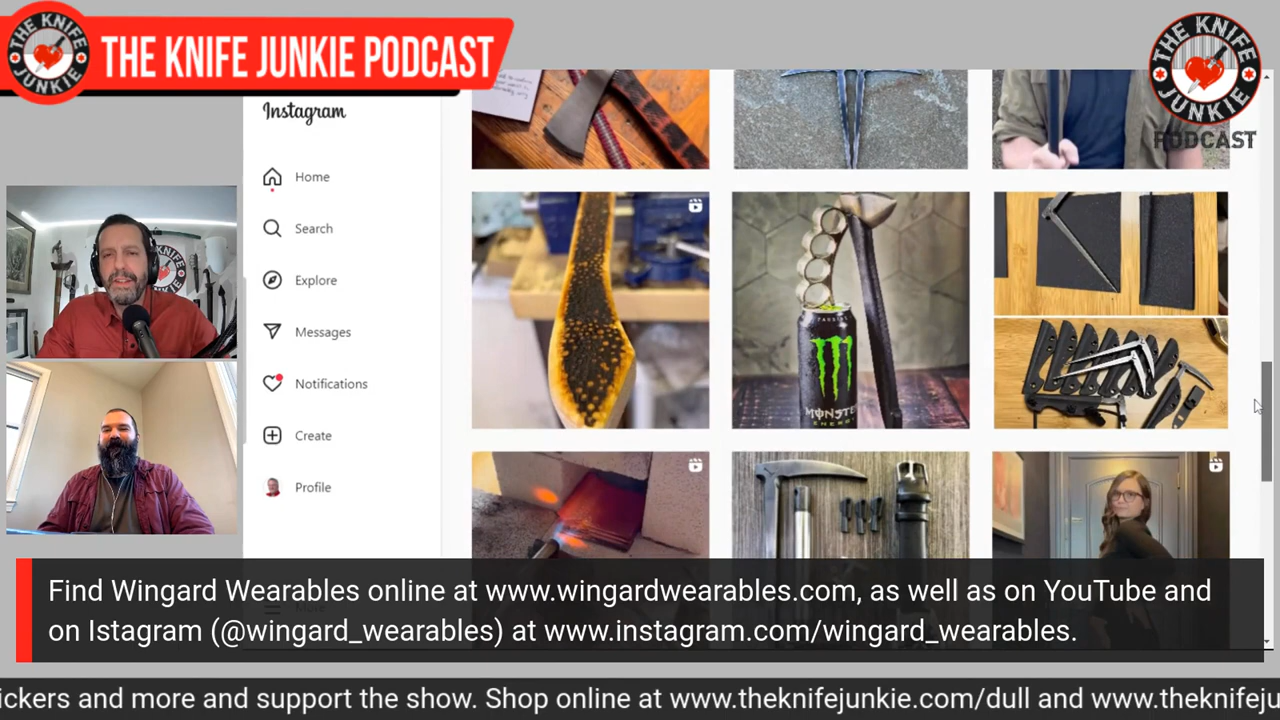 THE KNIFE JUNKIE
THE KNIFE JUNKIE PODCAST
THE KNIFE JUNKIE
PODCAST
Instagram
Home
Search
Explore
Messages
Notifications
Create
Profile
More
MONSTER
ENERGY
Find Wingard Wearables online at www.wingardwearables.com, as well as on YouTube and
on Istagram (@wingard_wearables) at www.instagram.com/wingard_wearables.
ickers and more and support the show. Shop online at www.theknifejunkie.com/dull and www.theknifeju